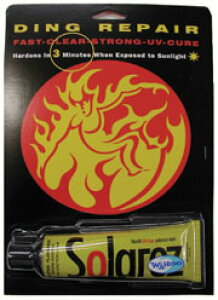 DING REPAIR
FAST-CLEAR-STRONG-UV-CURE
Hardens in 3 Minutes When Exposed to Sunlight
Solarez